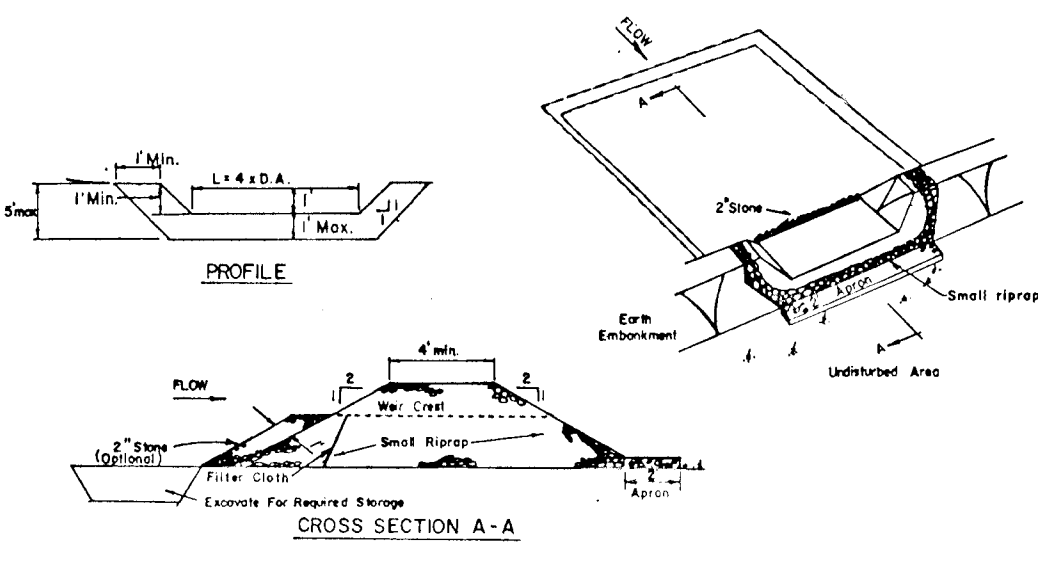 1' Min.
L = 4 x D.A.
1' Min.
1'
5' max
1' Max.
1
1
PROFILE
FLOW
A
2" Stone
Apron
Small riprap
Earth
Embankment
A
Undisturbed Area
4' min.
FLOW
2
1
2
1
Weir Crest
2" Stone
(Optional)
1'
Small Riprap
Filter Cloth
2'
Apron
Excavate For Required Storage
CROSS SECTION A-A